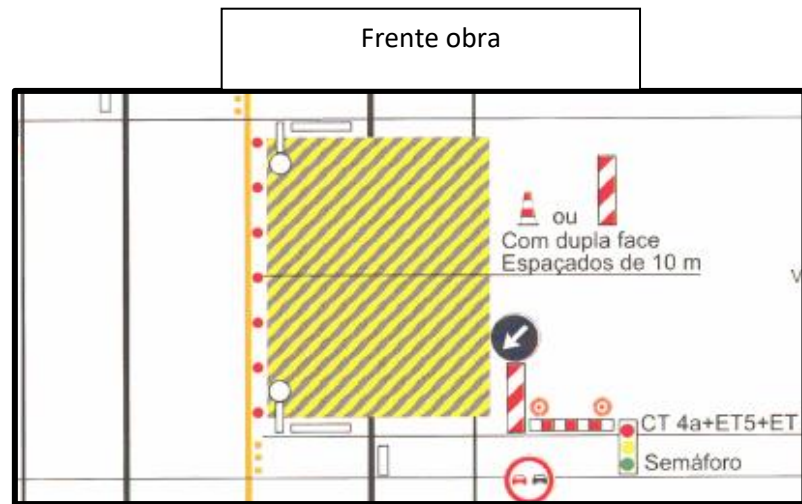 Frente obra
ou
Com dupla face
Espaçados de 10 m
V
CT 4a+ET5+ET
Semáforo